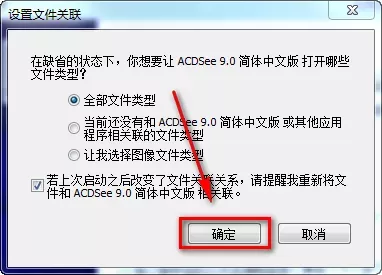 设置文件关联
在缺省的状态下，你想要让 ACDSee 9.0 简体中文版 打开哪些
文件类型？
全部文件类型
当前还没有和 ACDSee 9.0 简体中文版 或其他应用
程序相关联的文件类型
让我选择图像文件类型
若上次启动之后改变了文件关联关系，请提醒我重新将文
件和 ACDSee 9.0 简体中文版 相关联。
确定
取消